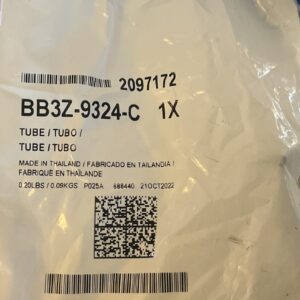 2097172
BB3Z-9324-C 1X
TUBE / TUBO /
TUBE / TUBO
MADE IN THAILAND / FABRICADO EN TAILANDIA /
FABRIQUÉ EN THAÏLANDE
0.20LBS / 0.09KGS P025A 686440 21OCT2022